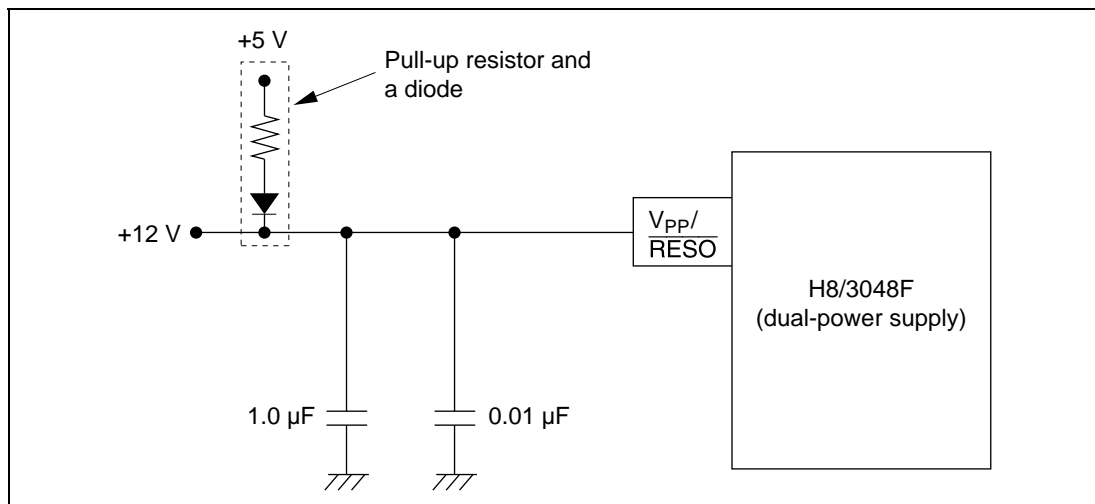 +5 V
Pull-up resistor and
a diode
+12 V
VPP/
RESO
H8/3048F
(dual-power supply)
1.0 µF
0.01 µF